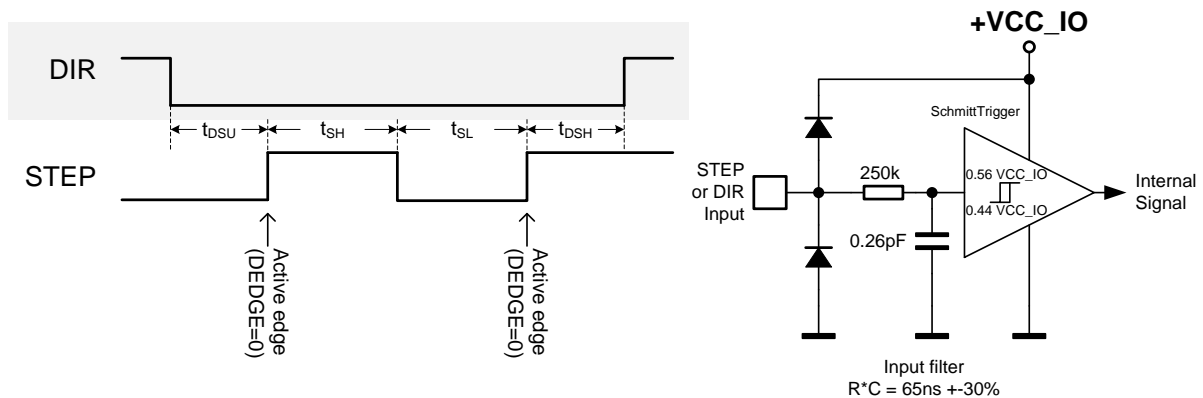 DIR
tDSU
tSH
tSL
tDSH
STEP
Active edge
(DEDGE=0)
Active edge
(DEDGE=0)
+VCC_IO
SchmittTrigger
STEP
or DIR
Input
250k
0.26pF
0.56 VCC_IO
0.44 VCC_IO
Internal
Signal
Input filter
R*C = 65ns +-30%